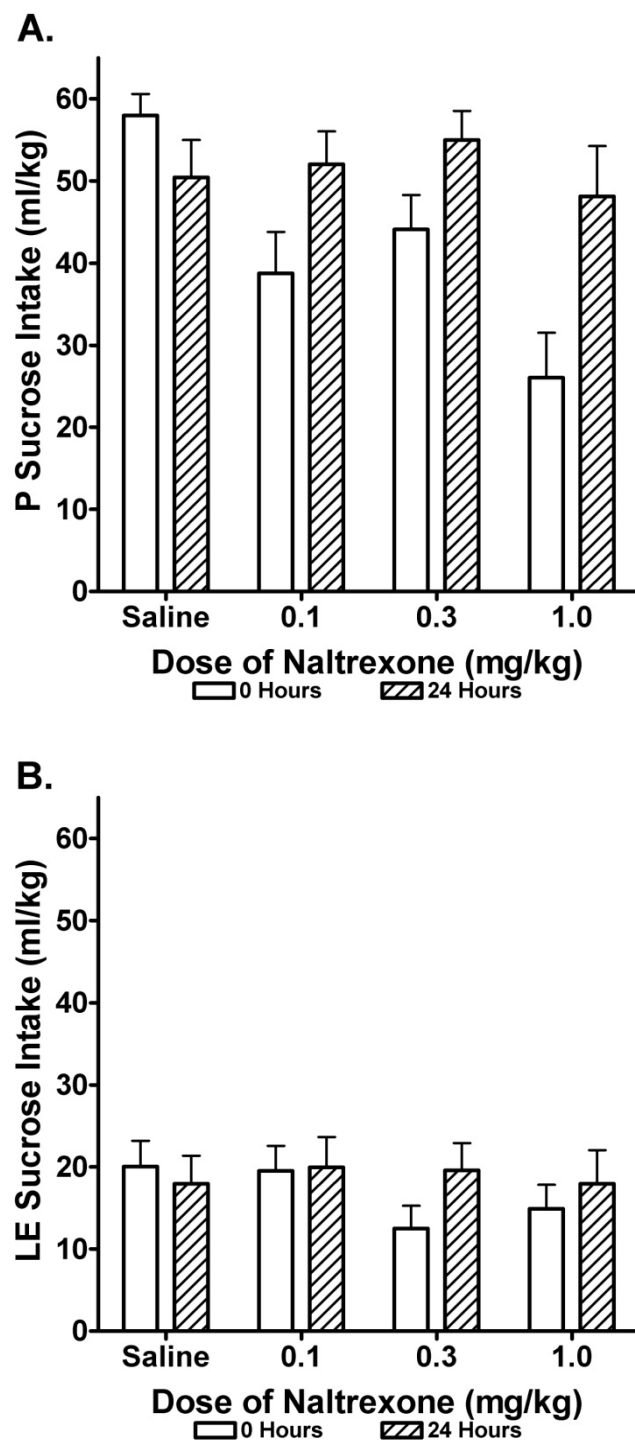 A.
P Sucrose Intake (ml/kg)
60
50
40
30
20
10
0
Saline 0.1 0.3 1.0
Dose of Naltrexone (mg/kg)
0 Hours 24 Hours
B.
LE Sucrose Intake (ml/kg)
60
50
40
30
20
10
0
Saline 0.1 0.3 1.0
Dose of Naltrexone (mg/kg)
0 Hours 24 Hours